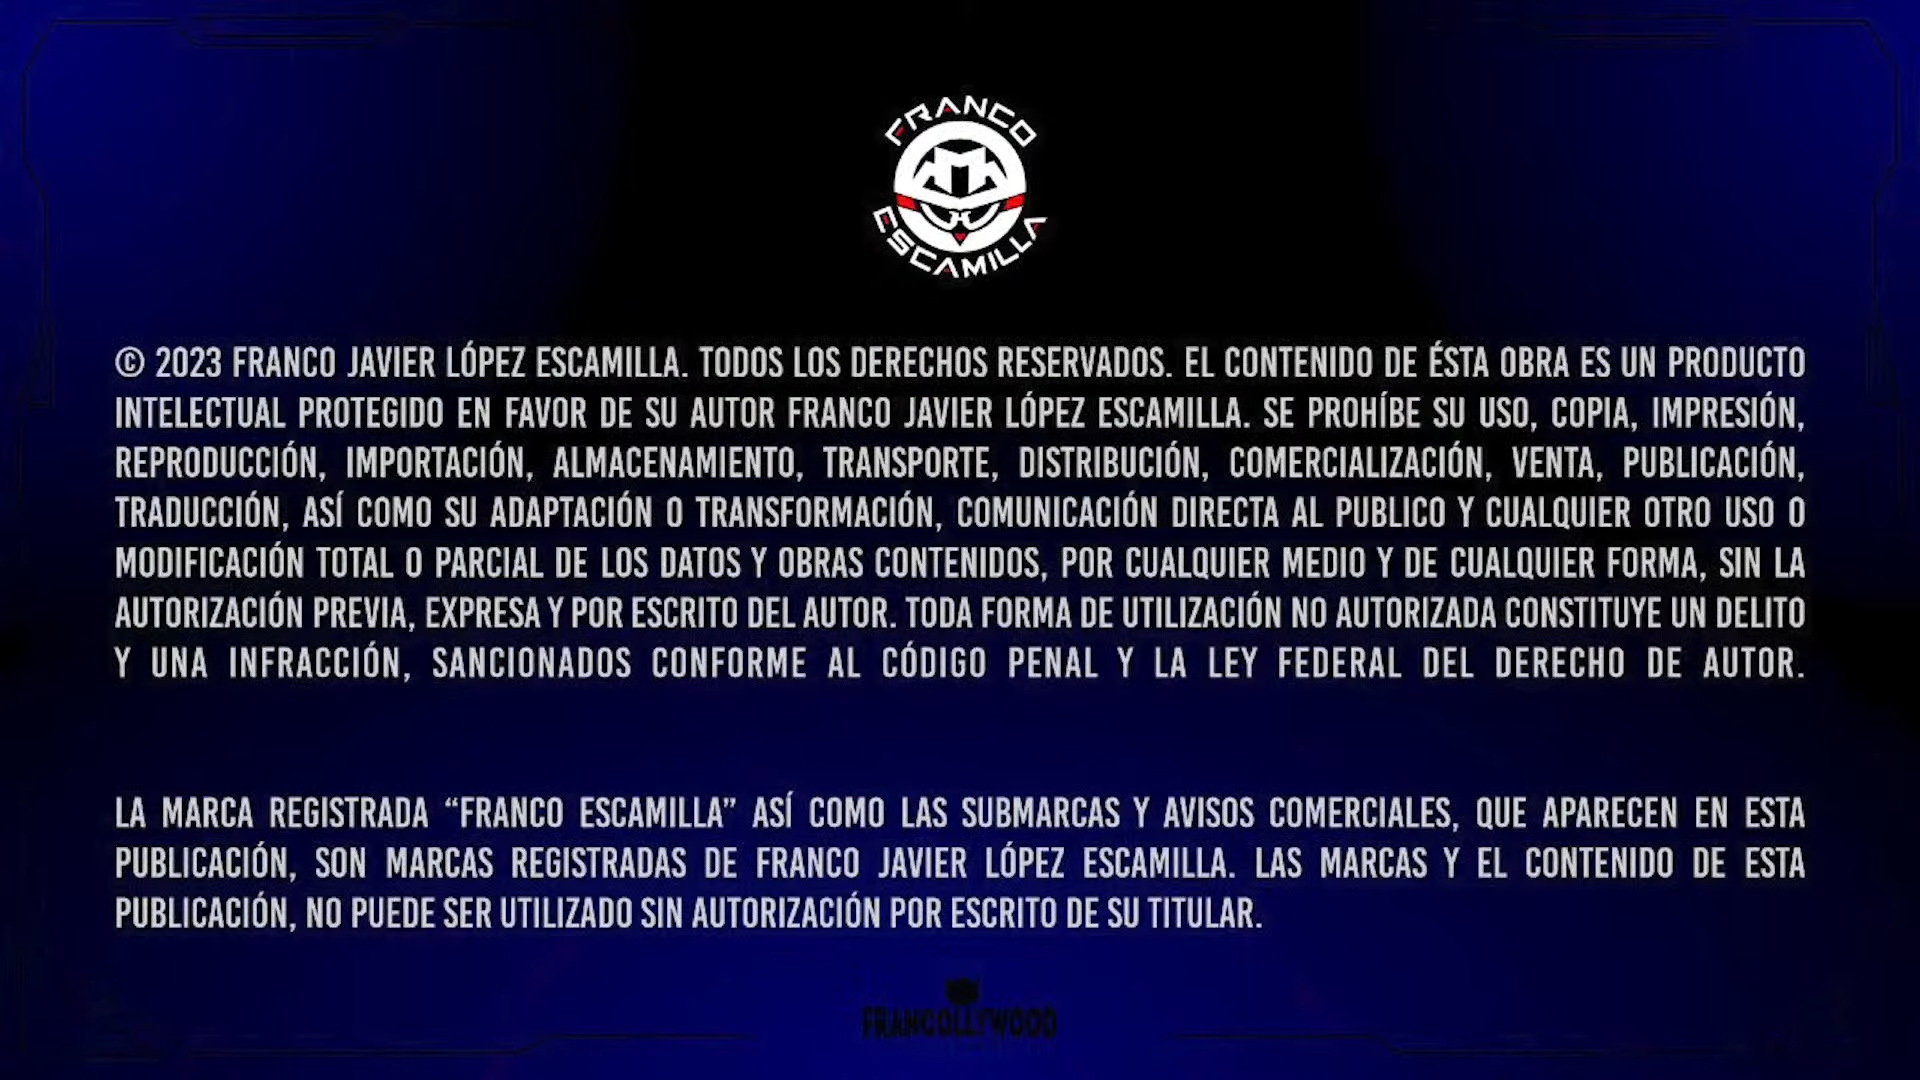 FRANCO
ESCAMILLA
© 2023 FRANCO JAVIER LÓPEZ ESCAMILLA. TODOS LOS DERECHOS RESERVADOS. EL CONTENIDO DE ÉSTA OBRA ES UN PRODUCTO
INTELECTUAL PROTEGIDO EN FAVOR DE SU AUTOR FRANCO JAVIER LÓPEZ ESCAMILLA. SE PROHÍBE SU USO, COPIA, IMPRESIÓN,
REPRODUCCIÓN, IMPORTACIÓN, ALMACENAMIENTO, TRANSPORTE, DISTRIBUCIÓN, COMERCIALIZACIÓN, VENTA, PUBLICACIÓN,
TRADUCCIÓN, ASÍ COMO SU ADAPTACIÓN O TRANSFORMACIÓN, COMUNICACIÓN DIRECTA AL PUBLICO Y CUALQUIER OTRO USO O
MODIFICACIÓN TOTAL O PARCIAL DE LOS DATOS Y OBRAS CONTENIDOS, POR CUALQUIER MEDIO Y DE CUALQUIER FORMA, SIN LA
AUTORIZACIÓN PREVIA, EXPRESA Y POR ESCRITO DEL AUTOR. TODA FORMA DE UTILIZACIÓN NO AUTORIZADA CONSTITUYE UN DELITO
Y UNA INFRACCIÓN, SANCIONADOS CONFORME AL CÓDIGO PENAL Y LA LEY FEDERAL DEL DERECHO DE AUTOR.
LA MARCA REGISTRADA “FRANCO ESCAMILLA” ASÍ COMO LAS SUBMARCAS Y AVISOS COMERCIALES, QUE APARECEN EN ESTA
PUBLICACIÓN, SON MARCAS REGISTRADAS DE FRANCO JAVIER LÓPEZ ESCAMILLA. LAS MARCAS Y EL CONTENIDO DE ESTA
PUBLICACIÓN, NO PUEDE SER UTILIZADO SIN AUTORIZACIÓN POR ESCRITO DE SU TITULAR.
FRANCOLLYWOOD